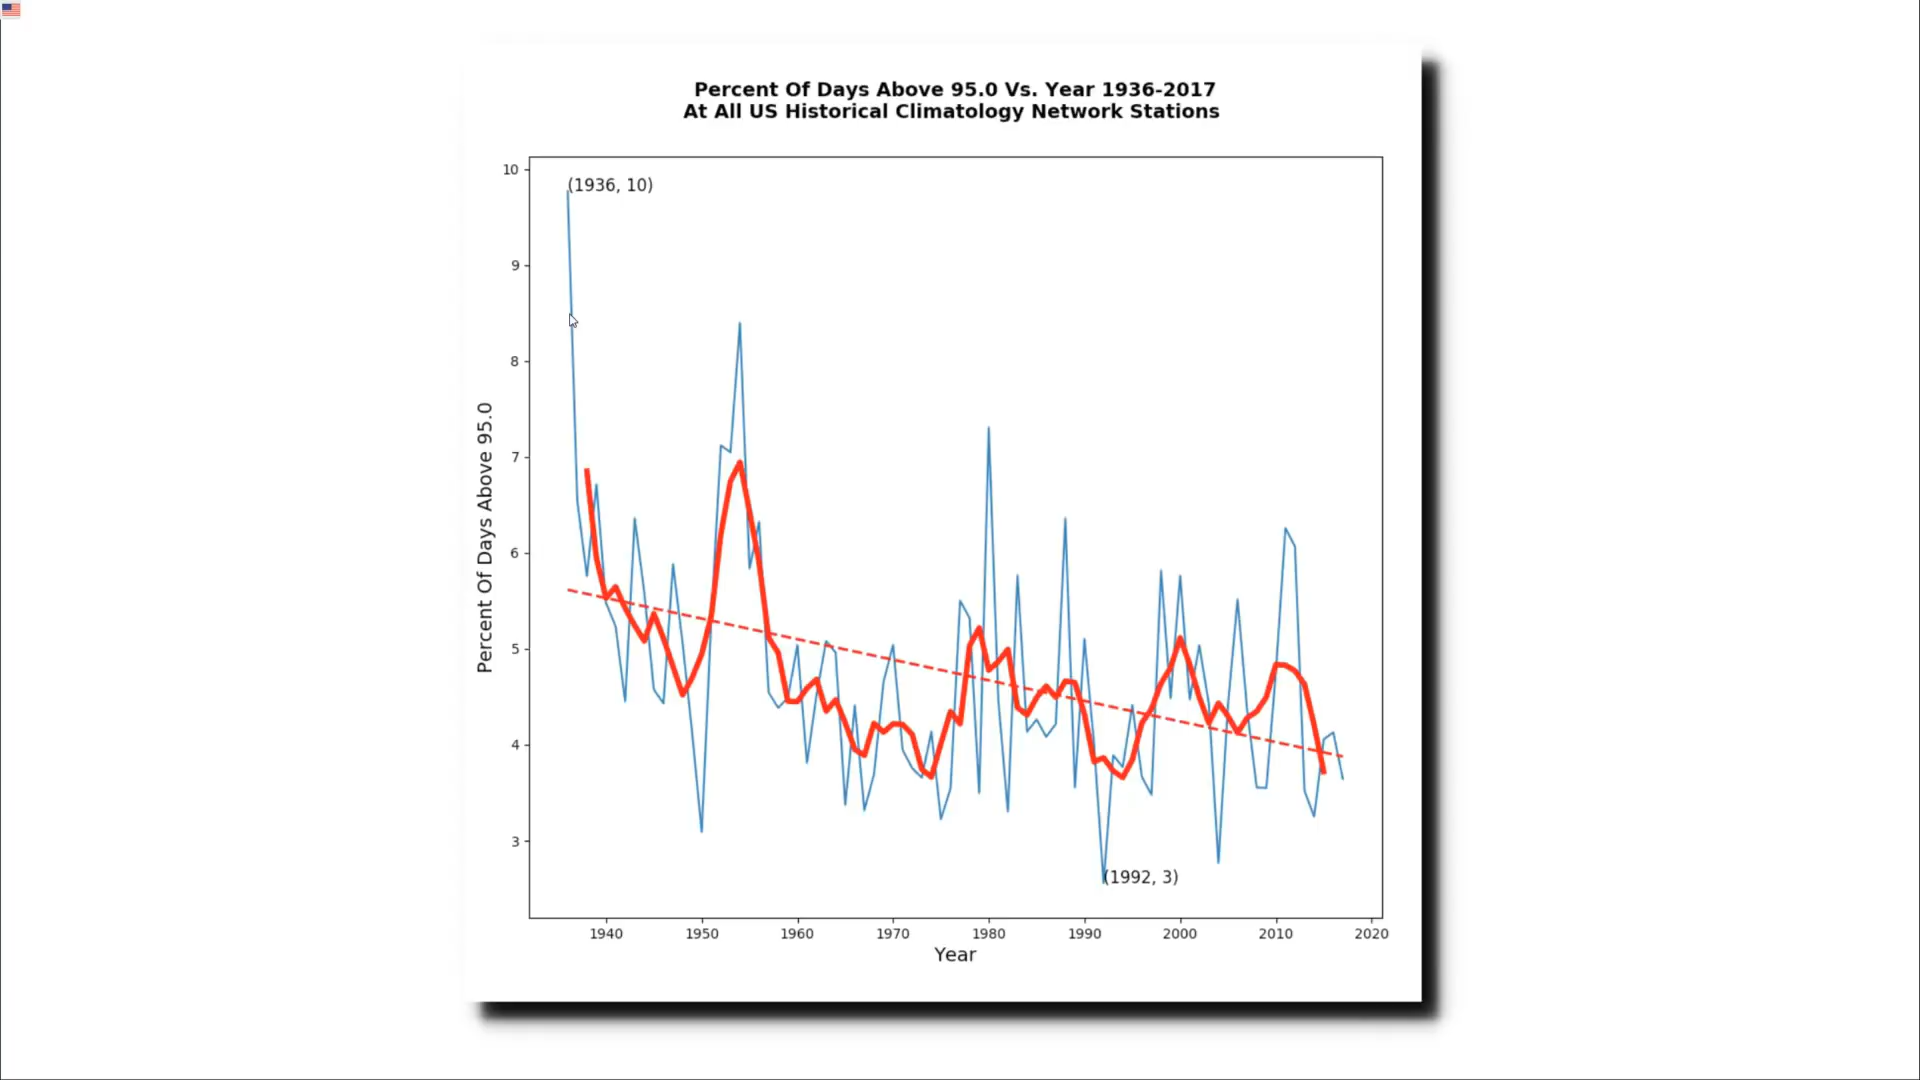 Percent Of Days Above 95.0 Vs. Year 1936-2017
At All US Historical Climatology Network Stations
10
(1936, 10)
9
8
7
6
5
4
3
Percent Of Days Above 95.0
(1992, 3)
1940 1950 1960 1970 1980 1990 2000 2010 2020
Year